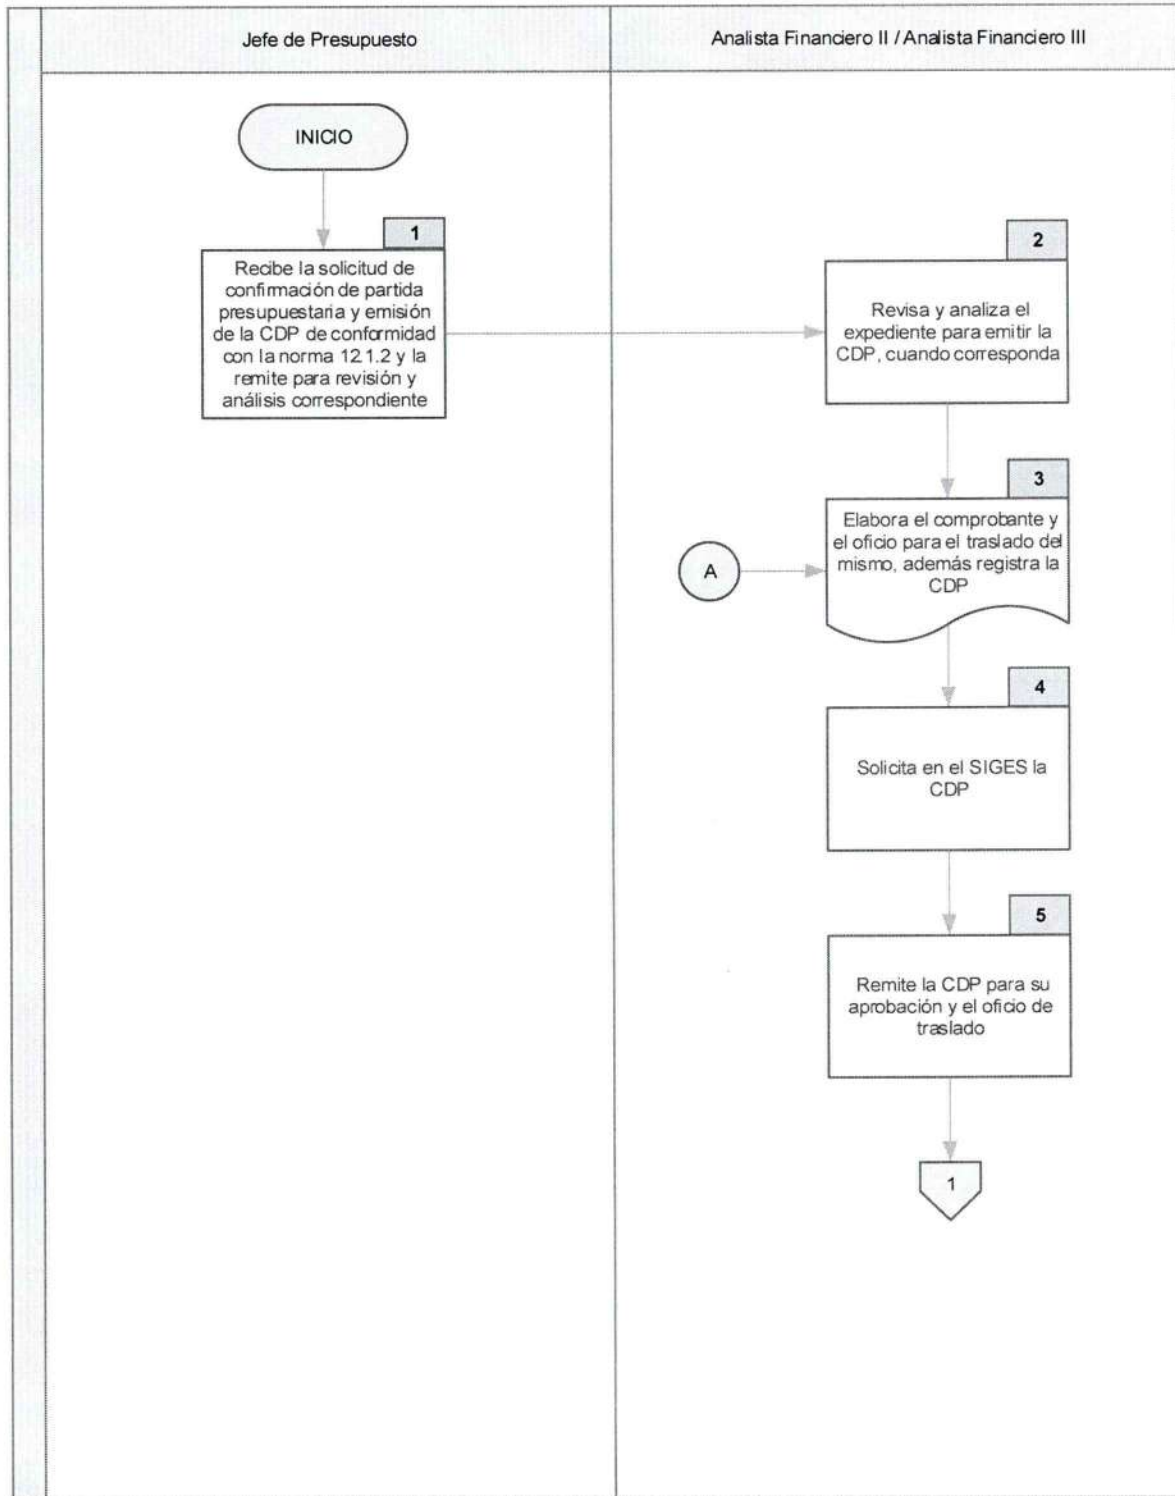 Jefe de Presupuesto
Analista Financiero II / Analista Financiero III
INICIO
1
Recibe la solicitud de
confirmación de partida
presupuestaria y emisión
de la CDP de conformidad
con la norma 12.1.2 y la
remite para revisión y
análisis correspondiente
2
Revisa y analiza el
expediente para emitir la
CDP, cuando corresponda
3
Elabora el comprobante y
el oficio para el traslado del
mismo, además registra la
CDP
A
4
Solicita en el SIGES la
CDP
5
Remite la CDP para su
aprobación y el oficio de
traslado
1